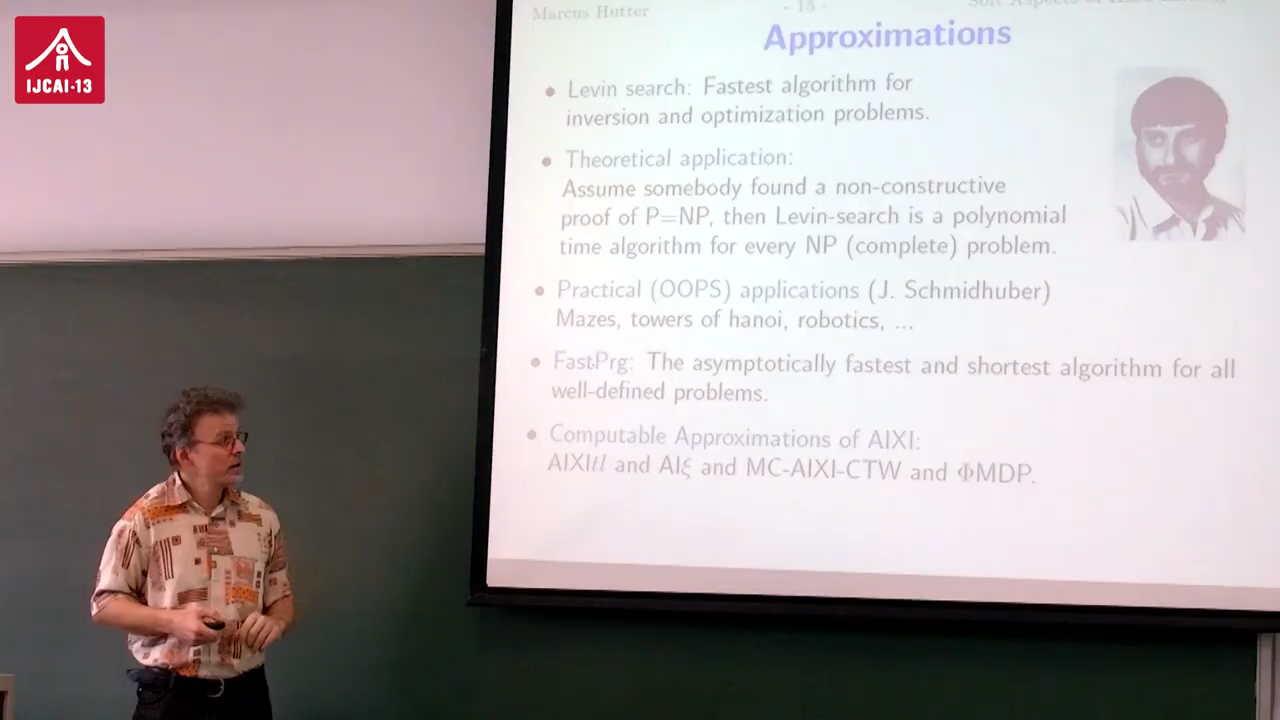 IJCAI-13
Marcus Hutter - 15 -
Approximations
• Levin search: Fastest algorithm for
inversion and optimization problems.
• Theoretical application:
Assume somebody found a non-constructive
proof of P=NP, then Levin-search is a polynomial
time algorithm for every NP (complete) problem.
• Practical (OOPS) applications (J. Schmidhuber)
Mazes, towers of hanoi, robotics, ...
• FastPrg: The asymptotically fastest and shortest algorithm for all
well-defined problems.
• Computable Approximations of AIXI:
AIXItl and AIξ and MC-AIXI-CTW and ΦMDP.